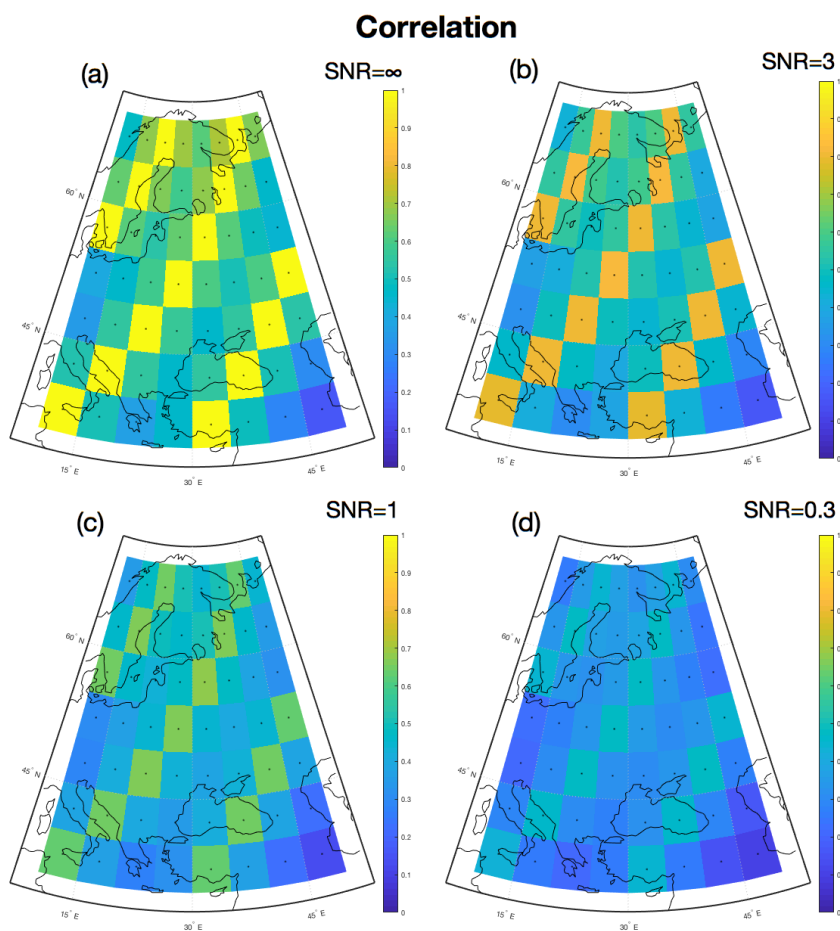 Correlation
(a)
SNR=∞
1
0.9
0.8
0.7
0.6
0.5
0.4
0.3
0.2
0.1
0
60° N
45° N
15° E
30° E
45° E
(b)
SNR=3
60° N
45° N
15° E
30° E
45° E
(c)
SNR=1
1
0.9
0.8
0.7
0.6
0.5
0.4
0.3
0.2
0.1
0
60° N
45° N
15° E
30° E
45° E
(d)
SNR=0.3
60° N
45° N
15° E
30° E
45° E